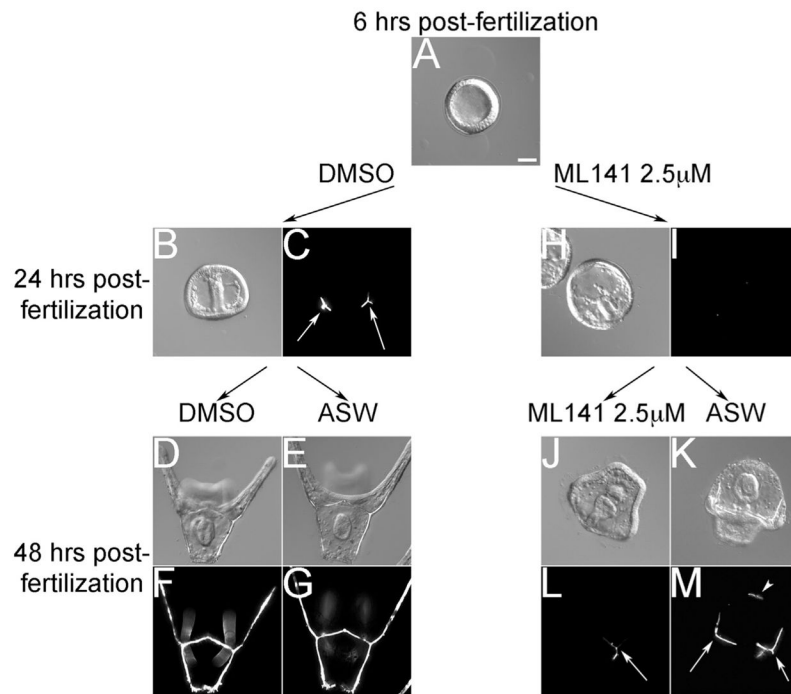 6 hrs post-fertilization
A
DMSO ML141 2.5μM
B C H I
24 hrs post-
fertilization
DMSO ASW ML141 2.5μM ASW
D E J K
48 hrs post-
fertilization
F G L M